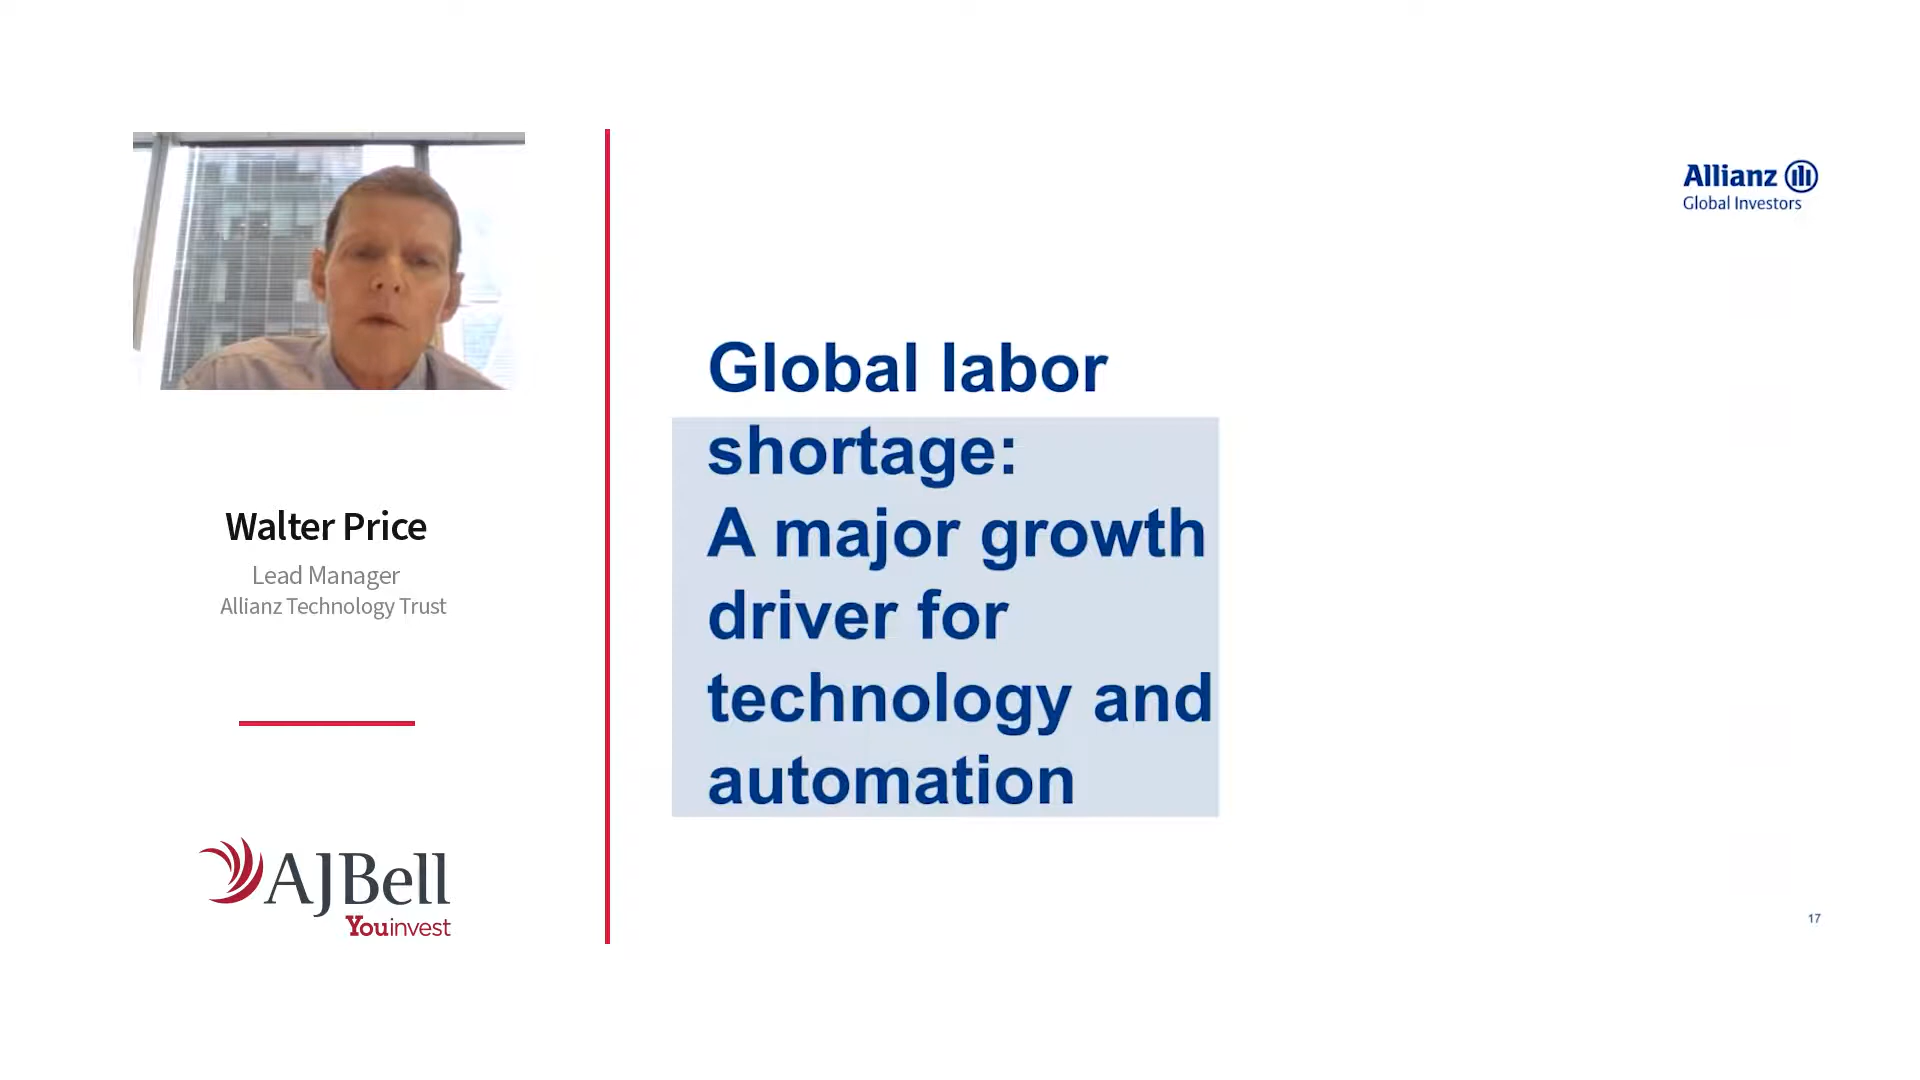 Walter Price
Lead Manager
Allianz Technology Trust
AJBell
Youinvest
Allianz
Global Investors
Global labor
shortage:
A major growth
driver for
technology and
automation
17